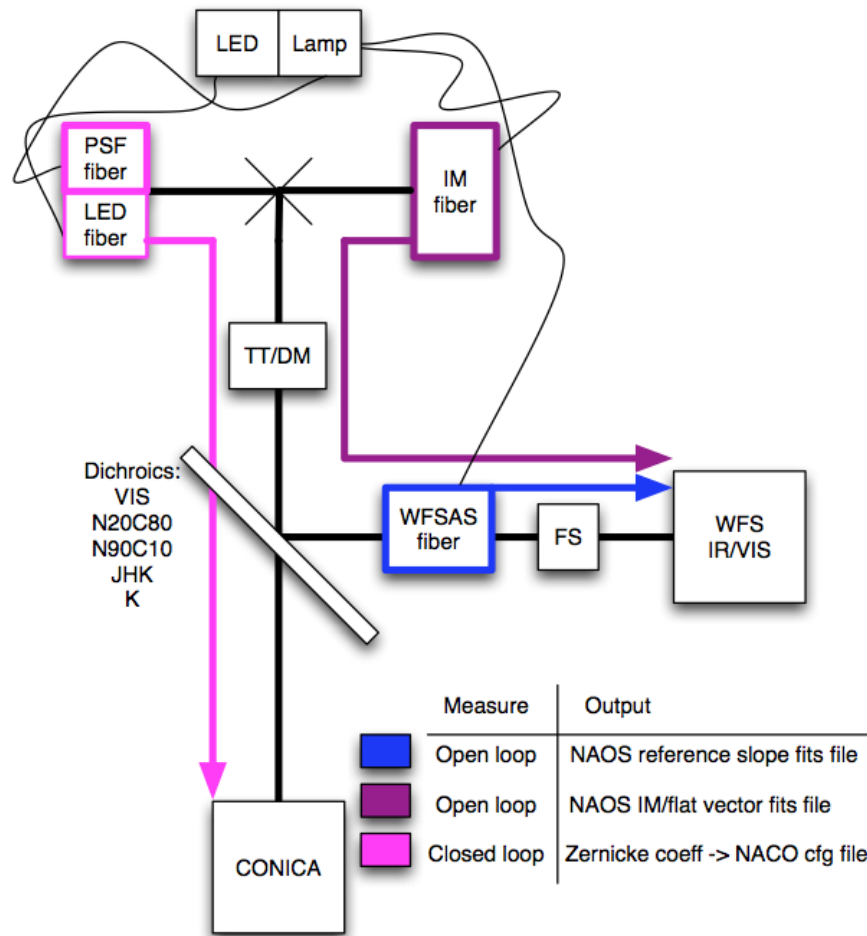 LED Lamp
PSF
fiber
LED
fiber
IM
fiber
TT/DM
Dichroics:
VIS
N20C80
N90C10
JHK
K
WFSAS
fiber
FS
WFS
IR/VIS
CONICA
Measure Output
Open loop NAOS reference slope fits file
Open loop NAOS IM/flat vector fits file
Closed loop Zernicke coeff -> NACO cfg file